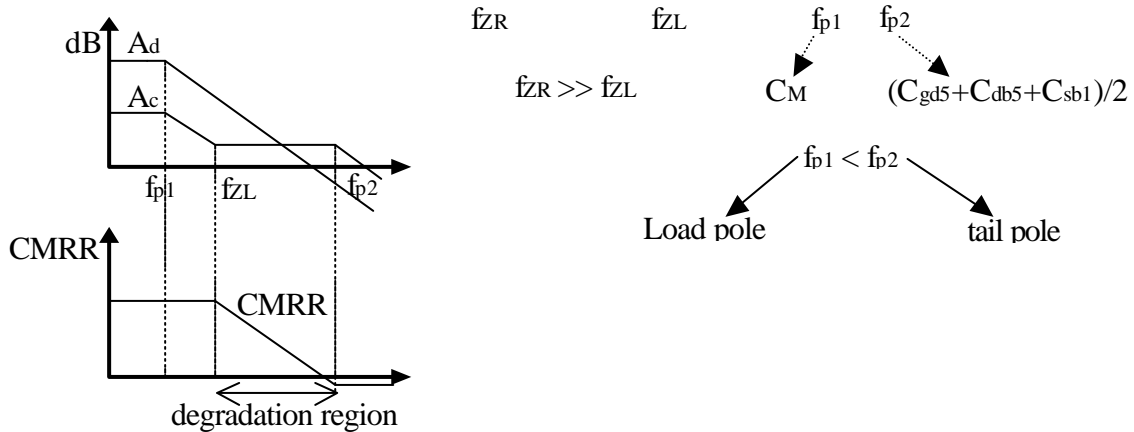 dB
Ad
Ac
fp1
fZL
fp2
CMRR
CMRR
degradation region
fZR fZL fp1 fp2
fZR >> fZL CM (Cgd5+Cdb5+Csb1)/2
fp1 < fp2
Load pole tail pole